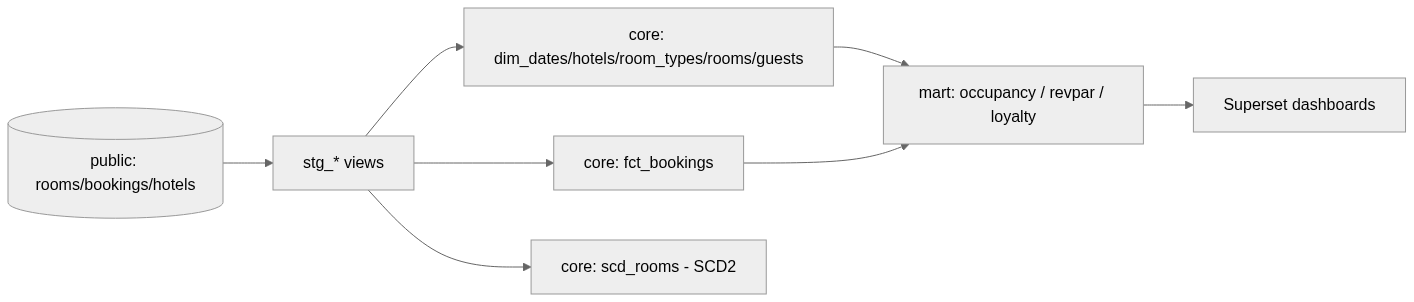 public:
rooms/bookings/hotels
stg_* views
core:
dim_dates/hotels/room_types/rooms/guests
core: fct_bookings
core: scd_rooms - SCD2
mart: occupancy / revpar /
loyalty
Superset dashboards